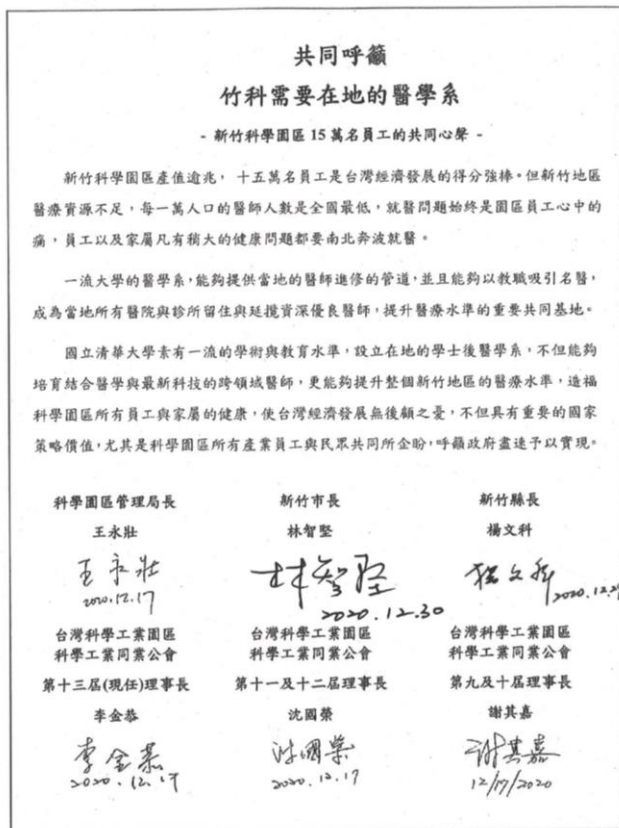 共同呼籲
竹科需要在地的醫學系
- 新竹科學園區 15 萬名員工的共同心聲 -
新竹科學園區產值逾兆， 十五萬名員工是台灣經濟發展的得分強棒。但新竹地區
醫療資源不足，每一萬人口的醫師人數是全國最低，就醫問題始終是園區員工心中的
痛，員工以及家屬凡有稍大的健康問題都要南北奔波就醫。
一流大學的醫學系，能夠提供當地的醫師進修的管道，並且能夠以教職吸引名醫，
成為當地所有醫院與診所留住與延攬資深優良醫師，提升醫療水準的重要共同基地。
國立清華大學素有一流的學術與教育水準，設立在地的學士後醫學系，不但能夠
培育結合醫學與最新科技的跨領域醫師，更能夠提升整個新竹地區的醫療水準，造福
科學園區所有員工與家屬的健康，使台灣經濟發展無後顧之憂，不但具有重要的國家
策略價值，尤其是科學園區所有產業員工與民眾共同所企盼，呼籲政府盡速予以實現。
科學園區管理局長 新竹市長 新竹縣長
王永壯 林智堅 楊文科
王永壯 林智堅 楊文科
2020.12.17 2020.12.30
台灣科學工業園區 台灣科學工業園區 台灣科學工業園區
科學工業同業公會 科學工業同業公會 科學工業同業公會
第十三屆(現任)理事長 第十一及十二屆理事長 第九及十屆理事長
李金恭 沈國榮 謝其嘉
李金恭 沈國榮 謝其嘉
2020.12.17 2020.12.17 12/17/2020